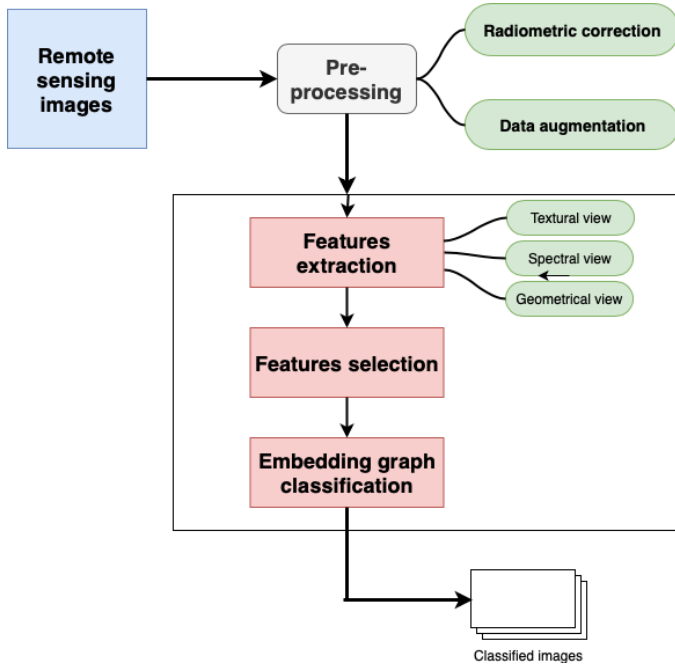 Remote
sensing
images
Pre-
processing
Radiometric correction
Data augmentation
Features
extraction
Textural view
Spectral view
Geometrical view
Features selection
Embedding graph
classification
Classified images